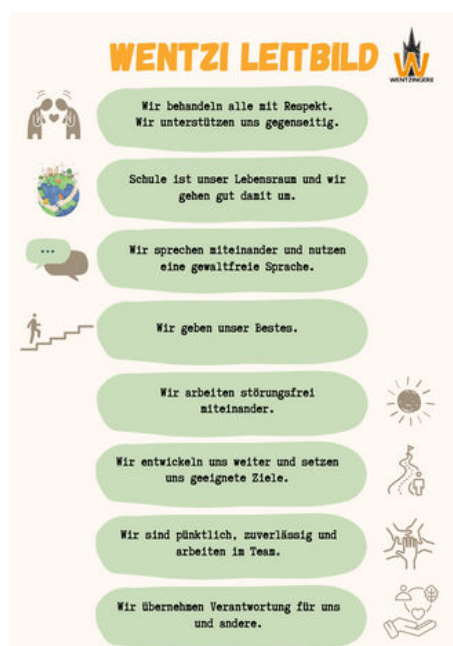 WENTZI LEITBILD
WENTZINGERS
Wir behandeln alle mit Respekt.
Wir unterstützen uns gegenseitig.
Schule ist unser Lebensraum und wir
gehen gut damit um.
Wir sprechen miteinander und nutzen
eine gewaltfreie Sprache.
Wir geben unser Bestes.
Wir arbeiten störungsfrei
miteinander.
Wir entwickeln uns weiter und setzen
uns geeignete Ziele.
Wir sind pünktlich, zuverlässig und
arbeiten im Team.
Wir übernehmen Verantwortung für uns
und andere.